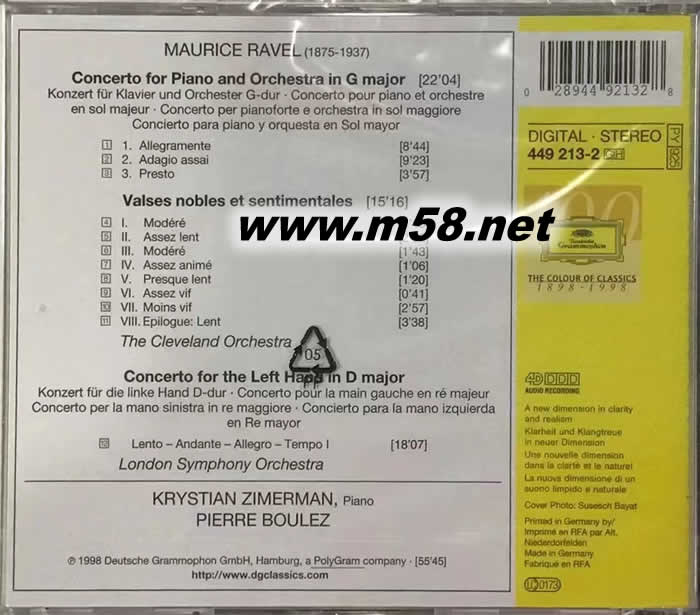 MAURICE RAVEL (1875-1937)
Concerto for Piano and Orchestra in G major [22'04]
Konzert für Klavier und Orchester G-dur · Concerto pour piano et orchestre
en sol majeur · Concerto per pianoforte e orchestra in sol maggiore
Concierto para piano y orquesta en Sol mayor
1 1. Allegramente [8'44]
2 2. Adagio assai [9'23]
3 3. Presto [3'57]
Valses nobles et sentimentales [15'16]
www.m58.net
4 I. Modéré
5 II. Assez lent
6 III. Modéré [1'43]
7 IV. Assez animé [1'06]
8 V. Presque lent [1'20]
9 VI. Assez vif [0'41]
10 VII. Moins vif [2'57]
11 VIII. Epilogue: Lent [3'38]
The Cleveland Orchestra
05
Concerto for the Left Hand in D major
Konzert für die linke Hand D-dur · Concerto pour la main gauche en ré majeur
Concerto per la mano sinistra in re maggiore · Concierto para la mano izquierda
en Re mayor
12 Lento – Andante – Allegro – Tempo I [18'07]
London Symphony Orchestra
KRYSTIAN ZIMERMAN, Piano
PIERRE BOULEZ
℗ 1998 Deutsche Grammophon GmbH, Hamburg, a PolyGram company · [55'45]
http://www.dgclassics.com
0 28944 92132 8
DIGITAL · STEREO
449 213-2 GH
PY 925
100
Deutsche
Grammophon
THE COLOUR OF CLASSICS
1898-1998
4D DDD
AUDIO RECORDING
A new dimension in clarity
and realism
Klarheit und Klangtreue
in neuer Dimension
Une nouvelle dimension
dans la clarté et le naturel
La nuova dimensione di un
suono limpido e naturale
Cover Photo: Susesch Bayat
Printed in Germany by/
Imprimé en RFA par Alt,
Niederdorfelden
Made in Germany
Fabriqué en RFA
0173